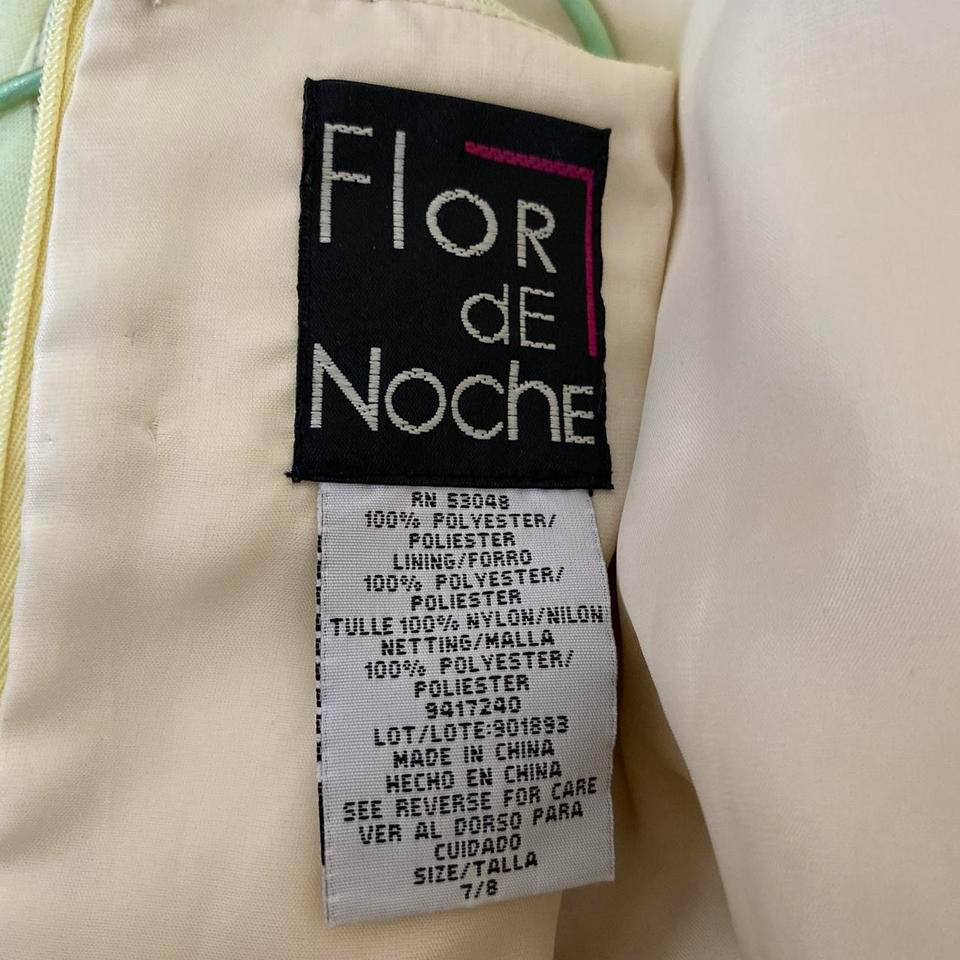 Flor
de
Noche
RN 53048
100% POLYESTER/
POLIESTER
LINING/FORRO
100% POLYESTER/
POLIESTER
TULLE 100% NYLON/NILON
NETTING/MALLA
100% POLYESTER/
POLIESTER
9417240
LOT/LOTE:901893
MADE IN CHINA
HECHO EN CHINA
SEE REVERSE FOR CARE
VER AL DORSO PARA
CUIDADO
SIZE/TALLA
7/8